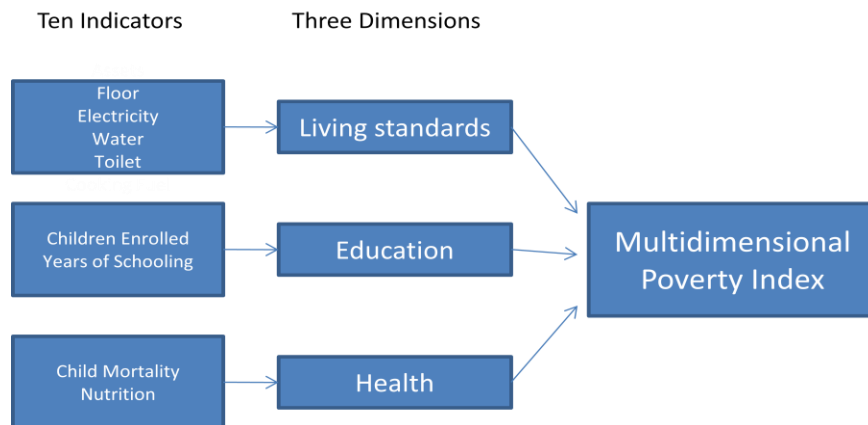 Ten Indicators
Three Dimensions
Floor
Electricity
Water
Toilet
Living standards
Children Enrolled
Years of Schooling
Education
Multidimensional
Poverty Index
Child Mortality
Nutrition
Health